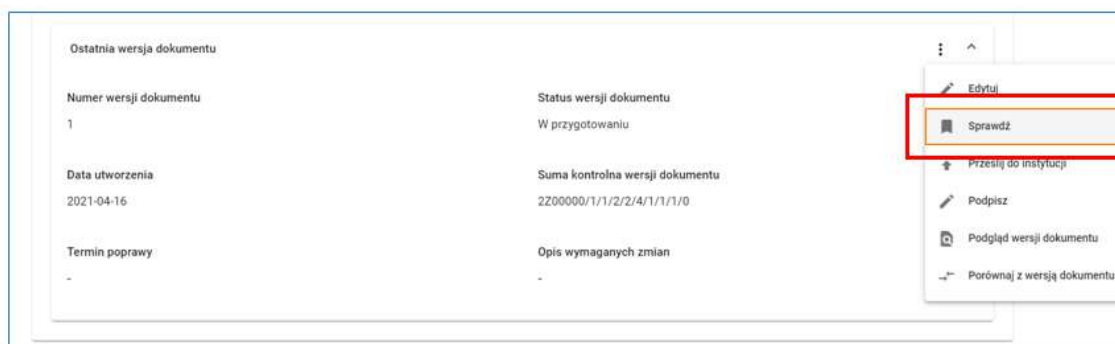 Ostatnia wersja dokumentu
Numer wersji dokumentu
Status wersji dokumentu
1
W przygotowaniu
Data utworzenia
Suma kontrolna wersji dokumentu
2021-04-16
2Z00000/1/1/2/2/4/1/1/1/0
Termin poprawy
Opis wymaganych zmian
-
-
Edytuj
Sprawdź
Prześlij do instytucji
Podpisz
Podgląd wersji dokumentu
Porównaj z wersją dokumentu